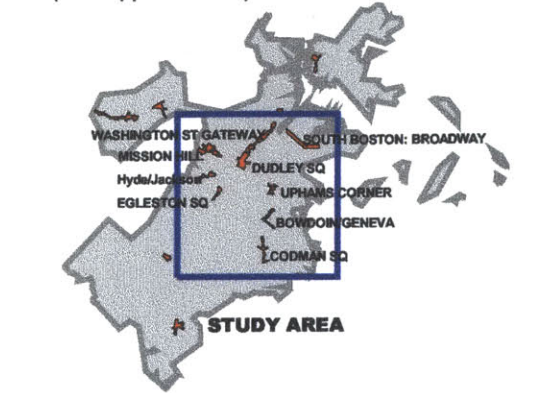 WASHINGTON ST GATEWAY
SOUTH BOSTON: BROADWAY
MISSION HILL
DUDLEY SQ
Hyde/Jackson
UPHAMS CORNER
EGLESTON SQ
BOWDOIN/GENEVA
CODMAN SQ
STUDY AREA